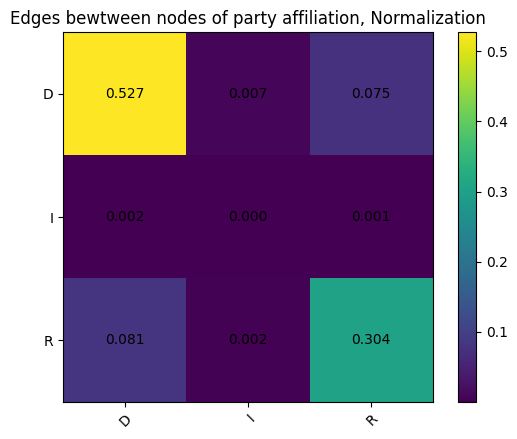 Edges bewtween nodes of party affiliation, Normalization
D 0.527 0.007 0.075
I 0.002 0.000 0.001
R 0.081 0.002 0.304
D I R
0.5
0.4
0.3
0.2
0.1